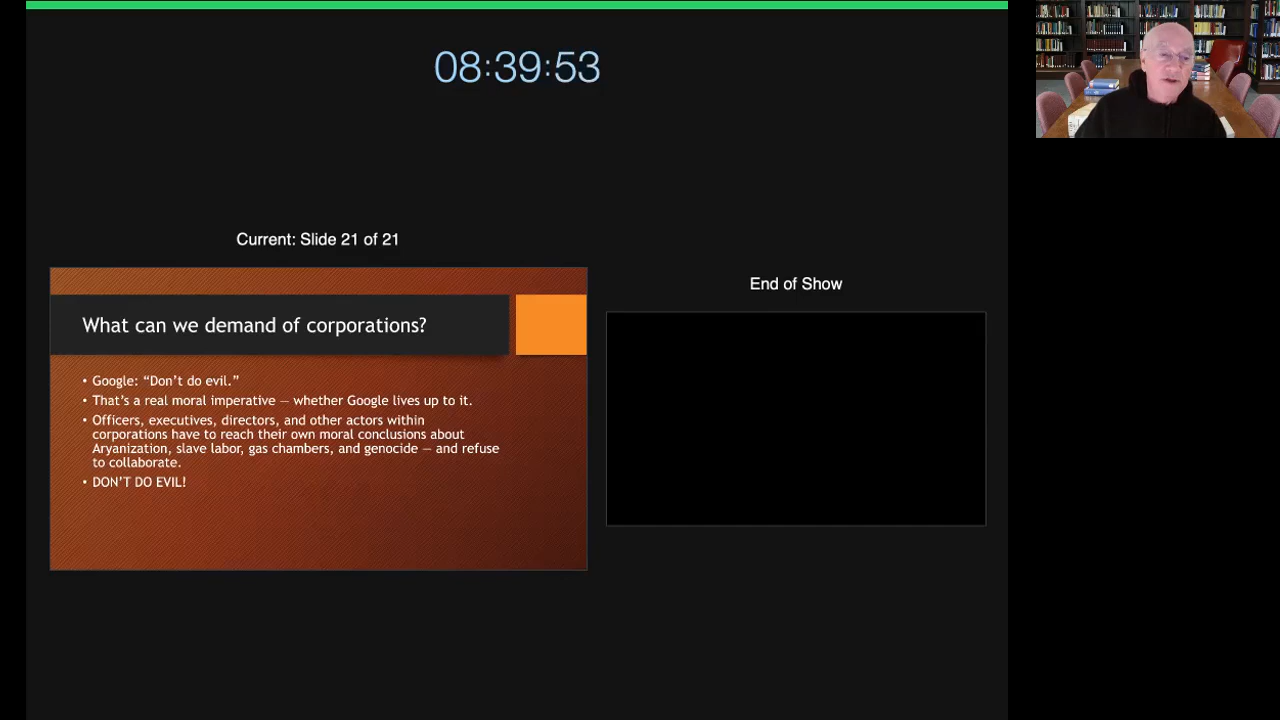 08:39:53
Current: Slide 21 of 21
What can we demand of corporations?
• Google: “Don’t do evil.”
• That’s a real moral imperative — whether Google lives up to it.
• Officers, executives, directors, and other actors within
corporations have to reach their own moral conclusions about
Aryanization, slave labor, gas chambers, and genocide — and refuse
to collaborate.
• DON’T DO EVIL!
End of Show